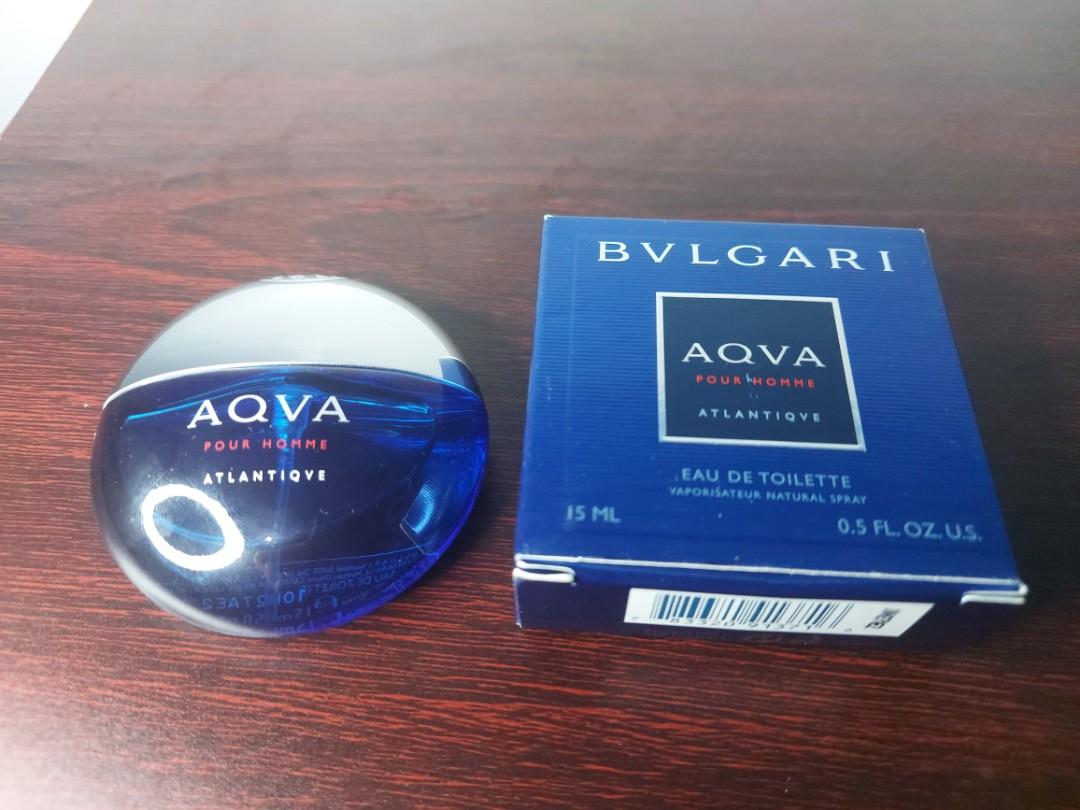 AQVA
POUR HOMME
ATLANTIQVE
BVLGARI
AQVA
POUR HOMME
ATLANTIQVE
EAU DE TOILETTE
VAPORISATEUR NATURAL SPRAY
15 ML
0.5 FL. OZ. U.S.